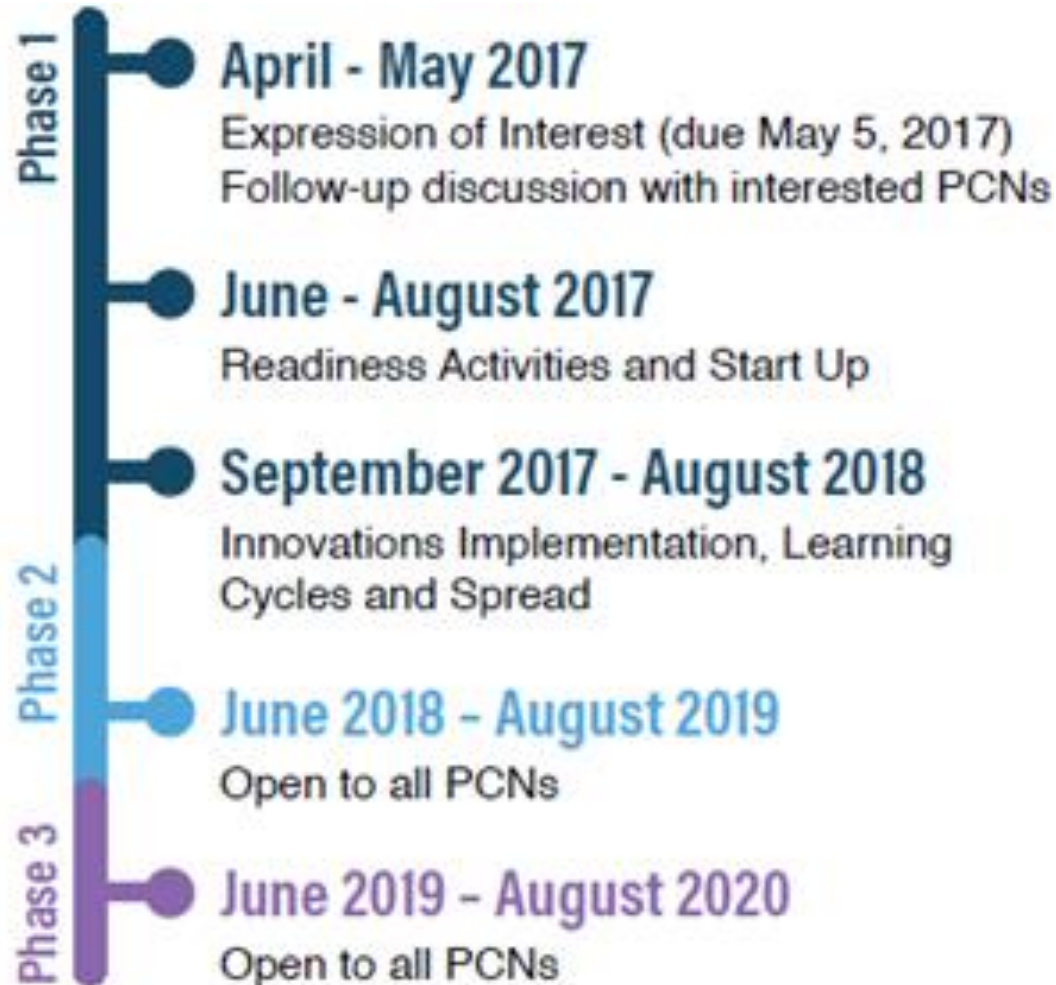 Phase 1
April - May 2017
Expression of Interest (due May 5, 2017)
Follow-up discussion with interested PCNs
June - August 2017
Readiness Activities and Start Up
September 2017 - August 2018
Innovations Implementation, Learning
Cycles and Spread
Phase 2
June 2018 – August 2019
Open to all PCNs
Phase 3
June 2019 – August 2020
Open to all PCNs